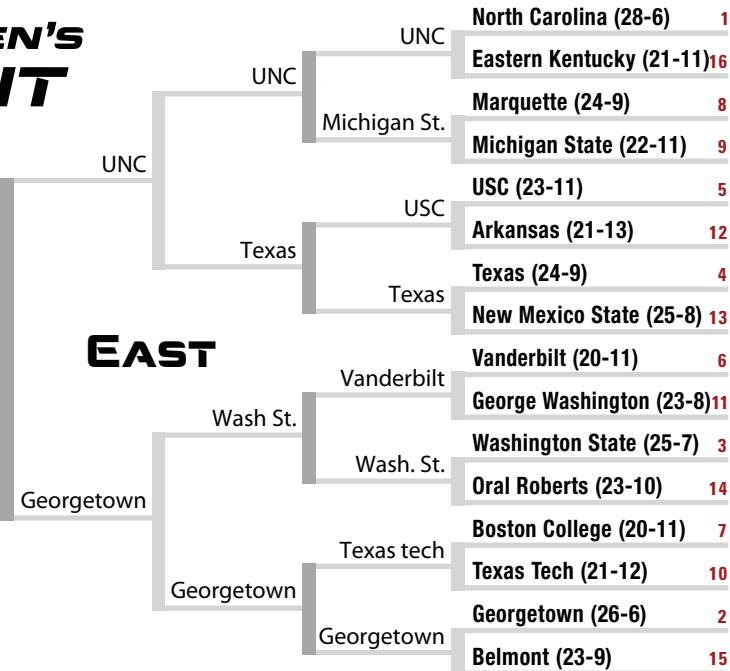 EN'S
NT
EAST
North Carolina (28-6) 1
Eastern Kentucky (21-11) 16
Marquette (24-9) 8
Michigan State (22-11) 9
USC (23-11) 5
Arkansas (21-13) 12
Texas (24-9) 4
New Mexico State (25-8) 13
Vanderbilt (20-11) 6
George Washington (23-8) 11
Washington State (25-7) 3
Oral Roberts (23-10) 14
Boston College (20-11) 7
Texas Tech (21-12) 10
Georgetown (26-6) 2
Belmont (23-9) 15
UNC
Michigan St.
USC
Texas
Vanderbilt
Wash. St.
Texas tech
Georgetown
UNC
Texas
Wash St.
Georgetown
UNC
Georgetown